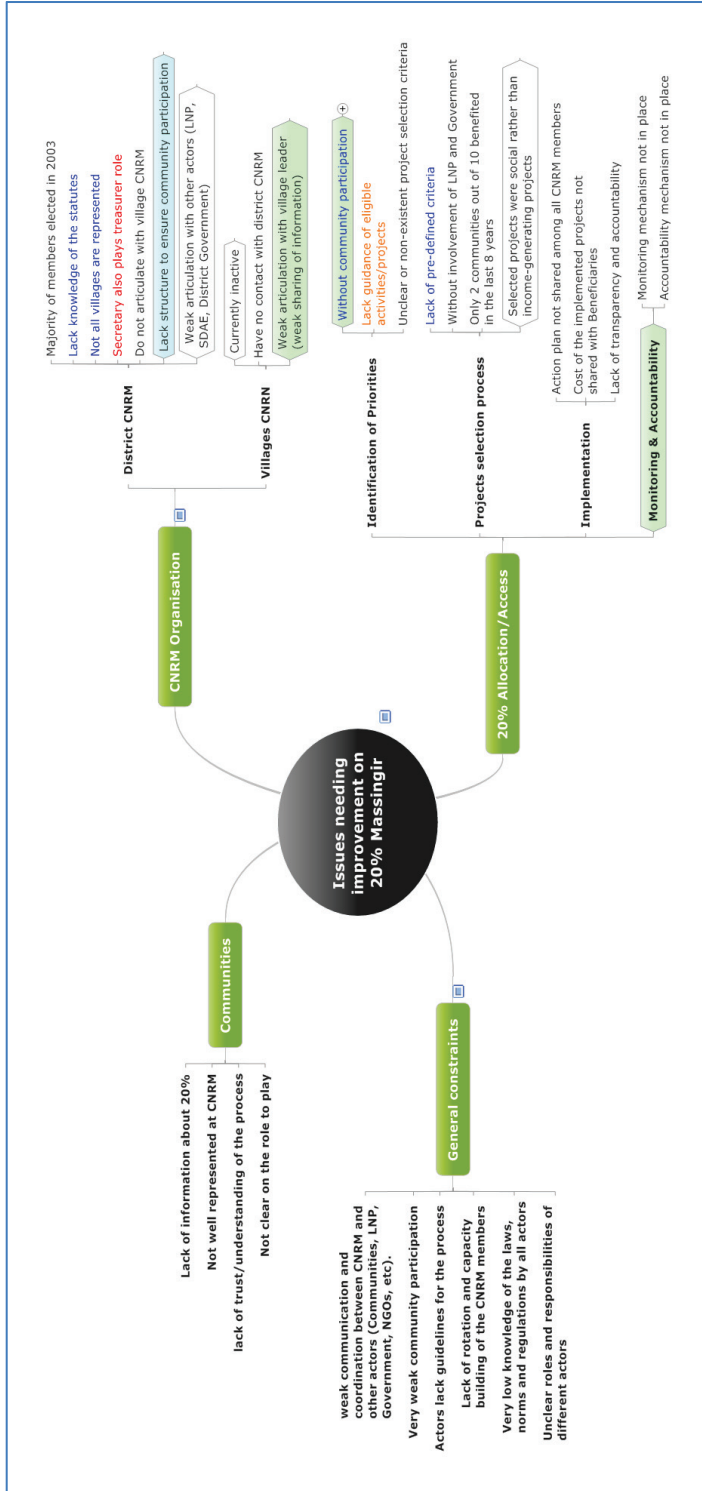 Issues needing
improvement on
20% Massingir
CNRM Organisation
District CNRM
Majority of members elected in 2003
Lack knowledge of the statutes
Not all villages are represented
Secretary also plays treasurer role
Do not articulate with village CNRM
Lack structure to ensure community participation
Weak articulation with other actors (LNP,
SDAE, District Government)
Villages CNRN
Currently inactive
Have no contact with district CNRM
Weak articulation with village leader
(weak sharing of information)
20% Allocation/Access
Identification of Priorities
Without community participation
Lack guidance of eligible
activities/projects
Unclear or non-existent project selection criteria
Projects selection process
Lack of pre-defined criteria
Without involvement of LNP and Government
Only 2 communities out of 10 benefited
in the last 8 years
Selected projects were social rather than
income-generating projects
Implementation
Action plan not shared among all CNRM members
Cost of the implemented projects not
shared with Beneficiaries
Lack of transparency and accountability
Monitoring & Accountability
Monitoring mechanism not in place
Accountability mechanism not in place
Communities
Lack of information about 20%
Not well represented at CNRM
lack of trust/understanding of the process
Not clear on the role to play
General constraints
weak communication and
coordination between CNRM and
other actors (Communities, LNP,
Government, NGOs, etc).
Very weak community participation
Actors lack guidelines for the process
Lack of rotation and capacity
building of the CNRM members
Very low knowledge of the laws,
norms and regulations by all actors
Unclear roles and responsibilities of
different actors